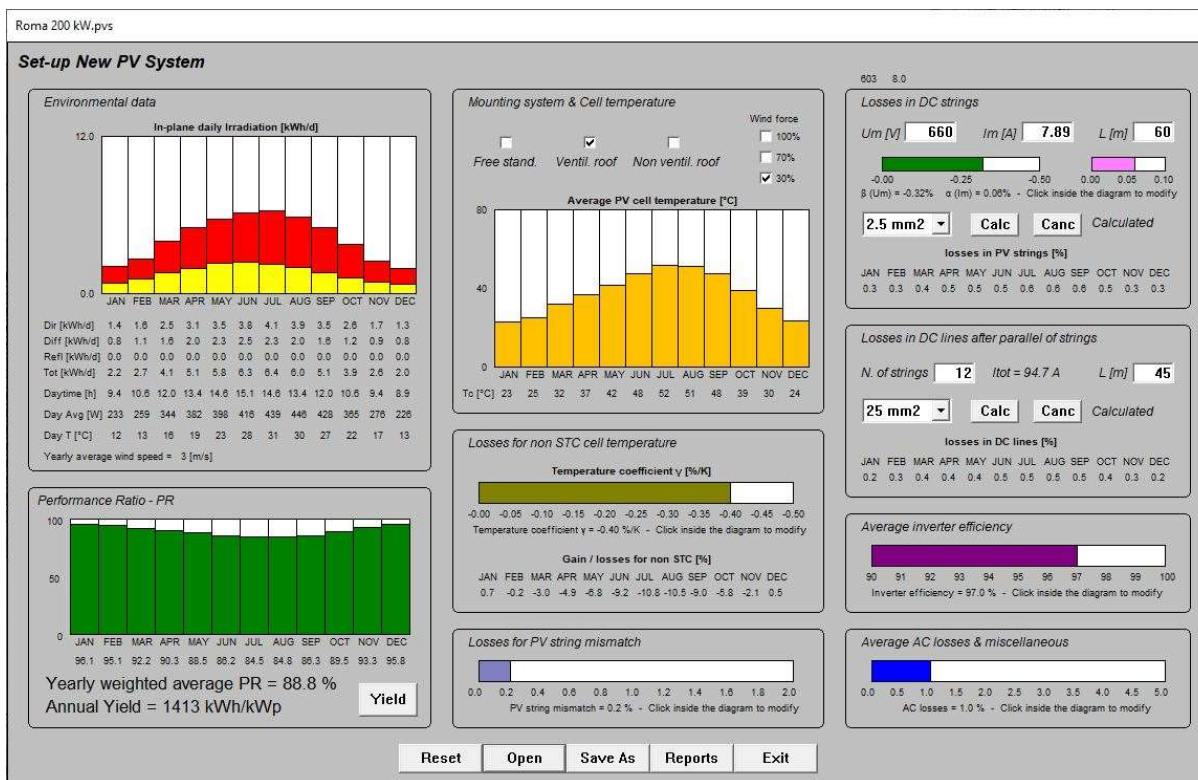 Roma 200 kW.pvs
Set-up New PV System
Environmental data
In-plane daily Irradiation [kWh/d]
12.0
0.0
JAN FEB MAR APR MAY JUN JUL AUG SEP OCT NOV DEC
Dir [kWh/d] 1.4 1.6 2.5 3.1 3.5 3.8 4.1 3.9 3.5 2.6 1.7 1.3
Diff [kWh/d] 0.8 1.1 1.6 2.0 2.3 2.5 2.3 2.0 1.6 1.2 0.9 0.8
Refl [kWh/d] 0.0 0.0 0.0 0.0 0.0 0.0 0.0 0.0 0.0 0.0 0.0 0.0
Tot [kWh/d] 2.2 2.7 4.1 5.1 5.8 6.3 6.4 6.0 5.1 3.9 2.6 2.0
Daytime [h] 9.4 10.6 12.0 13.4 14.6 15.1 14.6 13.4 12.0 10.6 9.4 8.9
Day Avg [W] 233 259 344 382 398 416 439 446 428 365 276 226
Day T [°C] 12 13 16 19 23 28 31 30 27 22 17 13
Yearly average wind speed = 3 [m/s]
Performance Ratio - PR
100
50
0
JAN FEB MAR APR MAY JUN JUL AUG SEP OCT NOV DEC
96.1 95.1 92.2 90.3 88.5 86.2 84.5 84.8 86.3 89.5 93.3 95.8
Yearly weighted average PR = 88.8 %
Annual Yield = 1413 kWh/kWp
Yield
Mounting system & Cell temperature
Wind force
100%
70%
30%
Free stand. Ventil. roof Non ventil. roof
Average PV cell temperature [°C]
80
40
0
JAN FEB MAR APR MAY JUN JUL AUG SEP OCT NOV DEC
Tc [°C] 23 25 32 37 42 48 52 51 48 39 30 24
Losses for non STC cell temperature
Temperature coefficient γ [%/K]
-0.00 -0.05 -0.10 -0.15 -0.20 -0.25 -0.30 -0.35 -0.40 -0.45 -0.50
Temperature coefficient γ = -0.40 %/K - Click inside the diagram to modify
Gain / losses for non STC [%]
JAN FEB MAR APR MAY JUN JUL AUG SEP OCT NOV DEC
0.7 -0.2 -3.0 -4.9 -6.8 -9.2 -10.8 -10.5 -9.0 -5.8 -2.1 0.5
Losses for PV string mismatch
0.0 0.2 0.4 0.6 0.8 1.0 1.2 1.4 1.6 1.8 2.0
PV string mismatch = 0.2 % - Click inside the diagram to modify
603 8.0
Losses in DC strings
Um [V] 660 Im [A] 7.89 L [m] 60
-0.00 -0.25 -0.50 0.00 0.05 0.10
β (Um) = -0.32% α (Im) = 0.06% - Click inside the diagram to modify
2.5 mm2 Calc Canc Calculated
losses in PV strings [%]
JAN FEB MAR APR MAY JUN JUL AUG SEP OCT NOV DEC
0.3 0.3 0.4 0.5 0.5 0.5 0.6 0.6 0.6 0.5 0.3 0.3
Losses in DC lines after parallel of strings
N. of strings 12 Itot = 94.7 A L [m] 45
25 mm2 Calc Canc Calculated
losses in DC lines [%]
JAN FEB MAR APR MAY JUN JUL AUG SEP OCT NOV DEC
0.2 0.3 0.4 0.4 0.4 0.5 0.5 0.5 0.5 0.4 0.3 0.2
Average inverter efficiency
90 91 92 93 94 95 96 97 98 99 100
Inverter efficiency = 97.0 % - Click inside the diagram to modify
Average AC losses & miscellaneous
0.0 0.5 1.0 1.5 2.0 2.5 3.0 3.5 4.0 4.5 5.0
AC losses = 1.0 % - Click inside the diagram to modify
Reset Open Save As Reports Exit